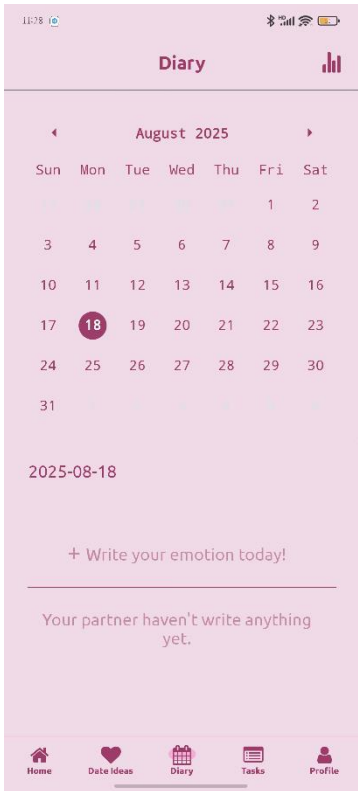 11:28
Diary
August 2025
Sun Mon Tue Wed Thu Fri Sat
1 2
3 4 5 6 7 8 9
10 11 12 13 14 15 16
17 18 19 20 21 22 23
24 25 26 27 28 29 30
31
2025-08-18
+ Write your emotion today!
Your partner haven't write anything
yet.
Home Date Ideas Diary Tasks Profile